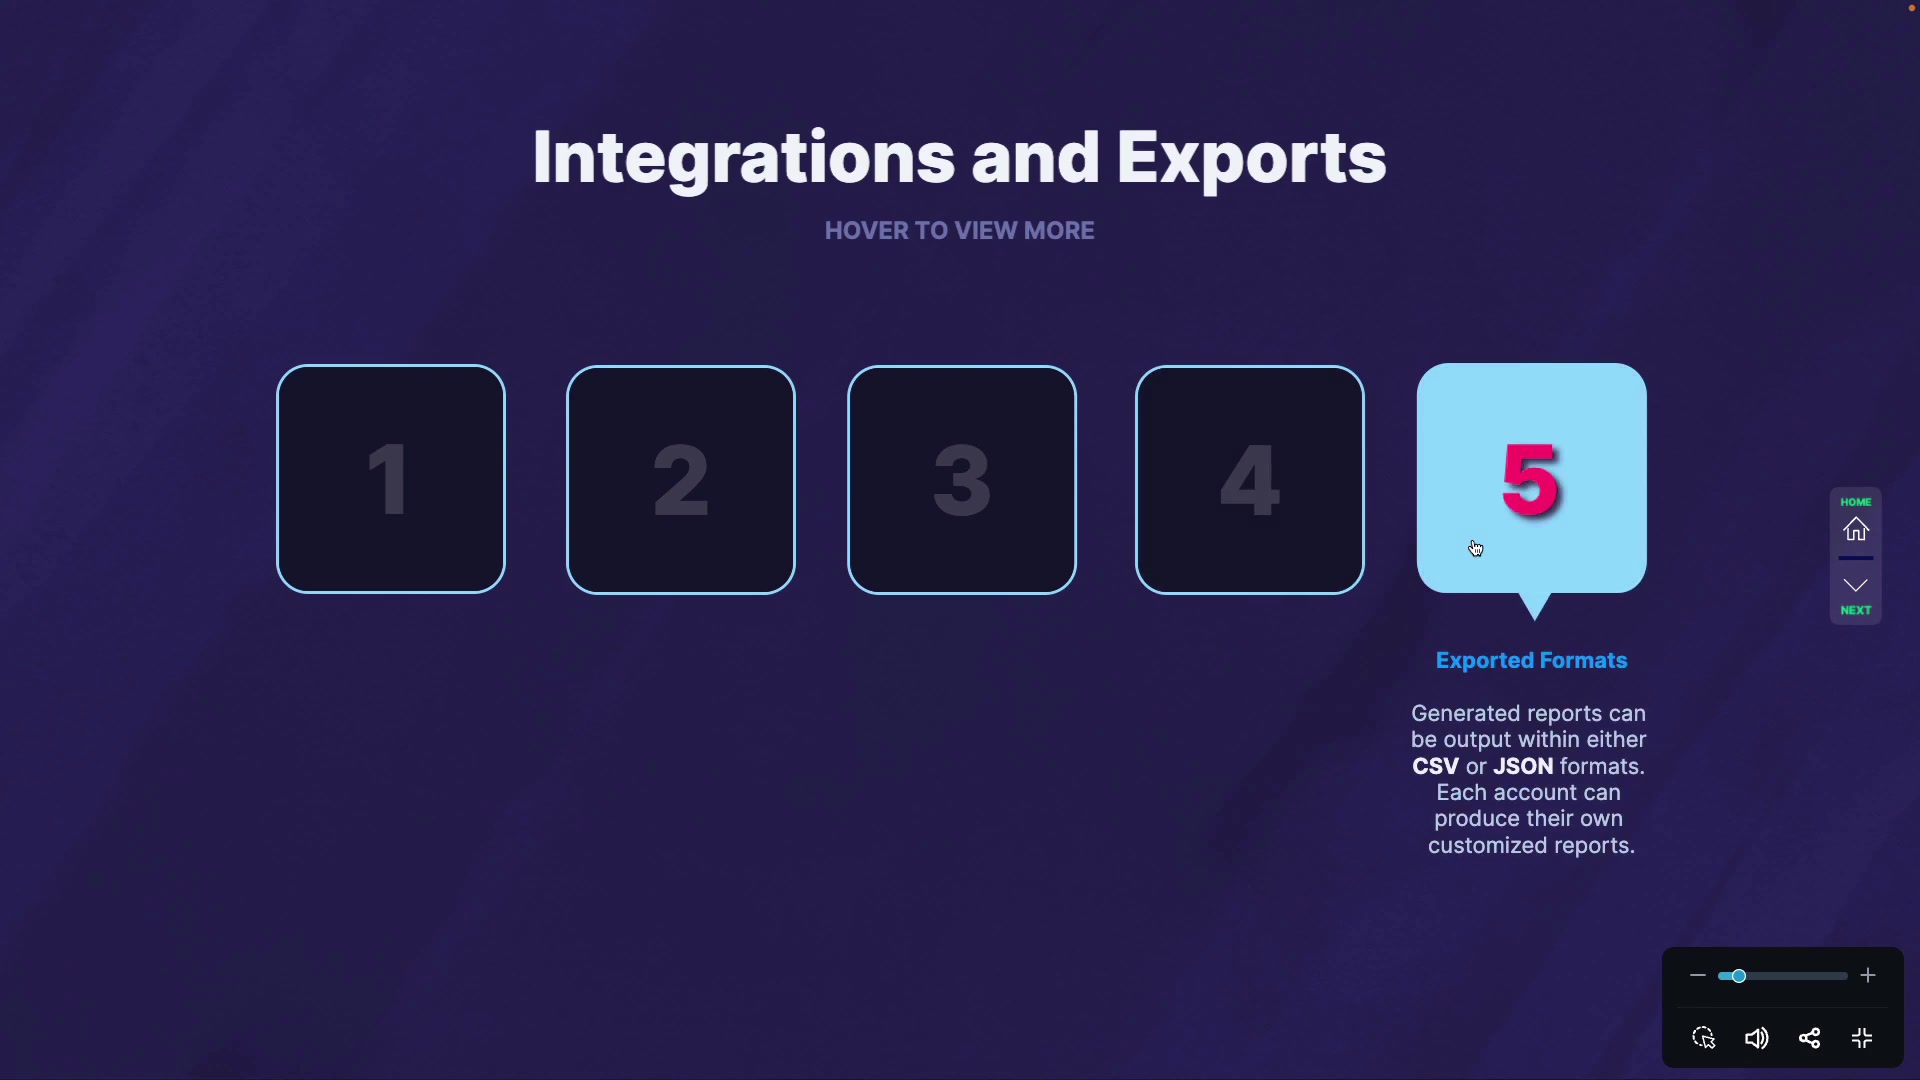 Integrations and Exports
HOVER TO VIEW MORE
1
2
3
4
5
HOME
NEXT
Exported Formats
Generated reports can
be output within either
CSV or JSON formats.
Each account can
produce their own
customized reports.